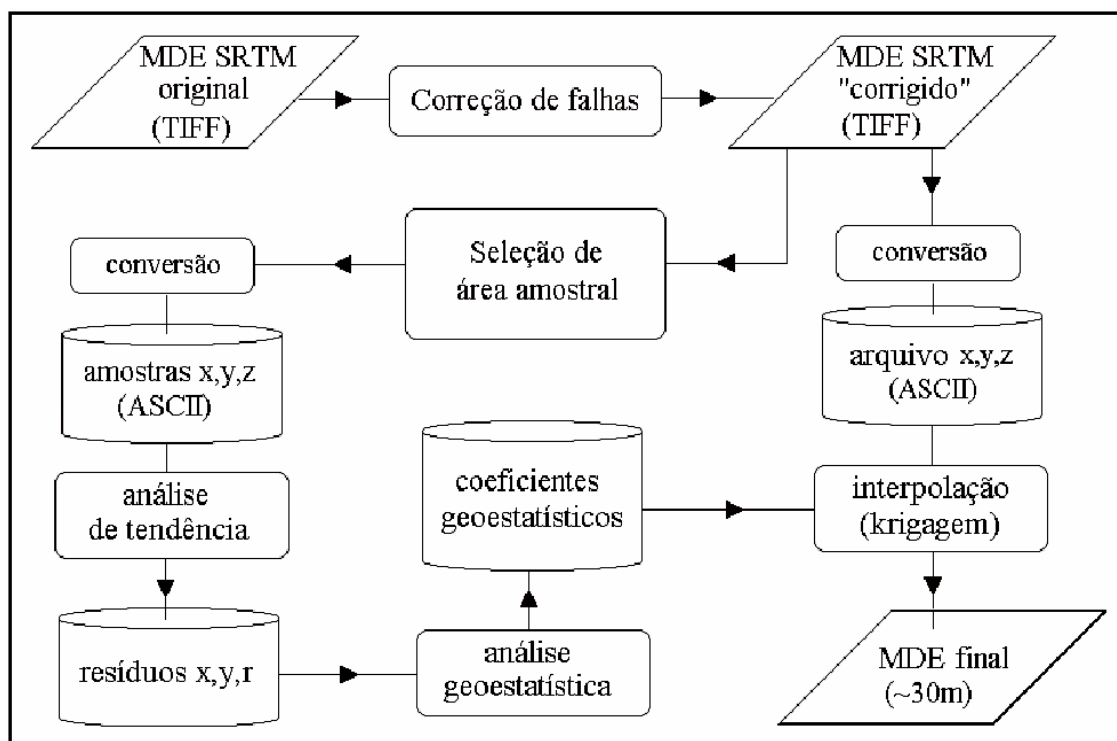 MDE SRTM
original
(TIFF)
Correção de falhas
MDE SRTM
"corrigido"
(TIFF)
conversão
Seleção de
área amostral
conversão
amostras x,y,z
(ASCII)
arquivo x,y,z
(ASCII)
análise
de tendência
coeficientes
geoestatísticos
interpolação
(krigagem)
resíduos x,y,r
análise
geoestatística
MDE final
(~30m)